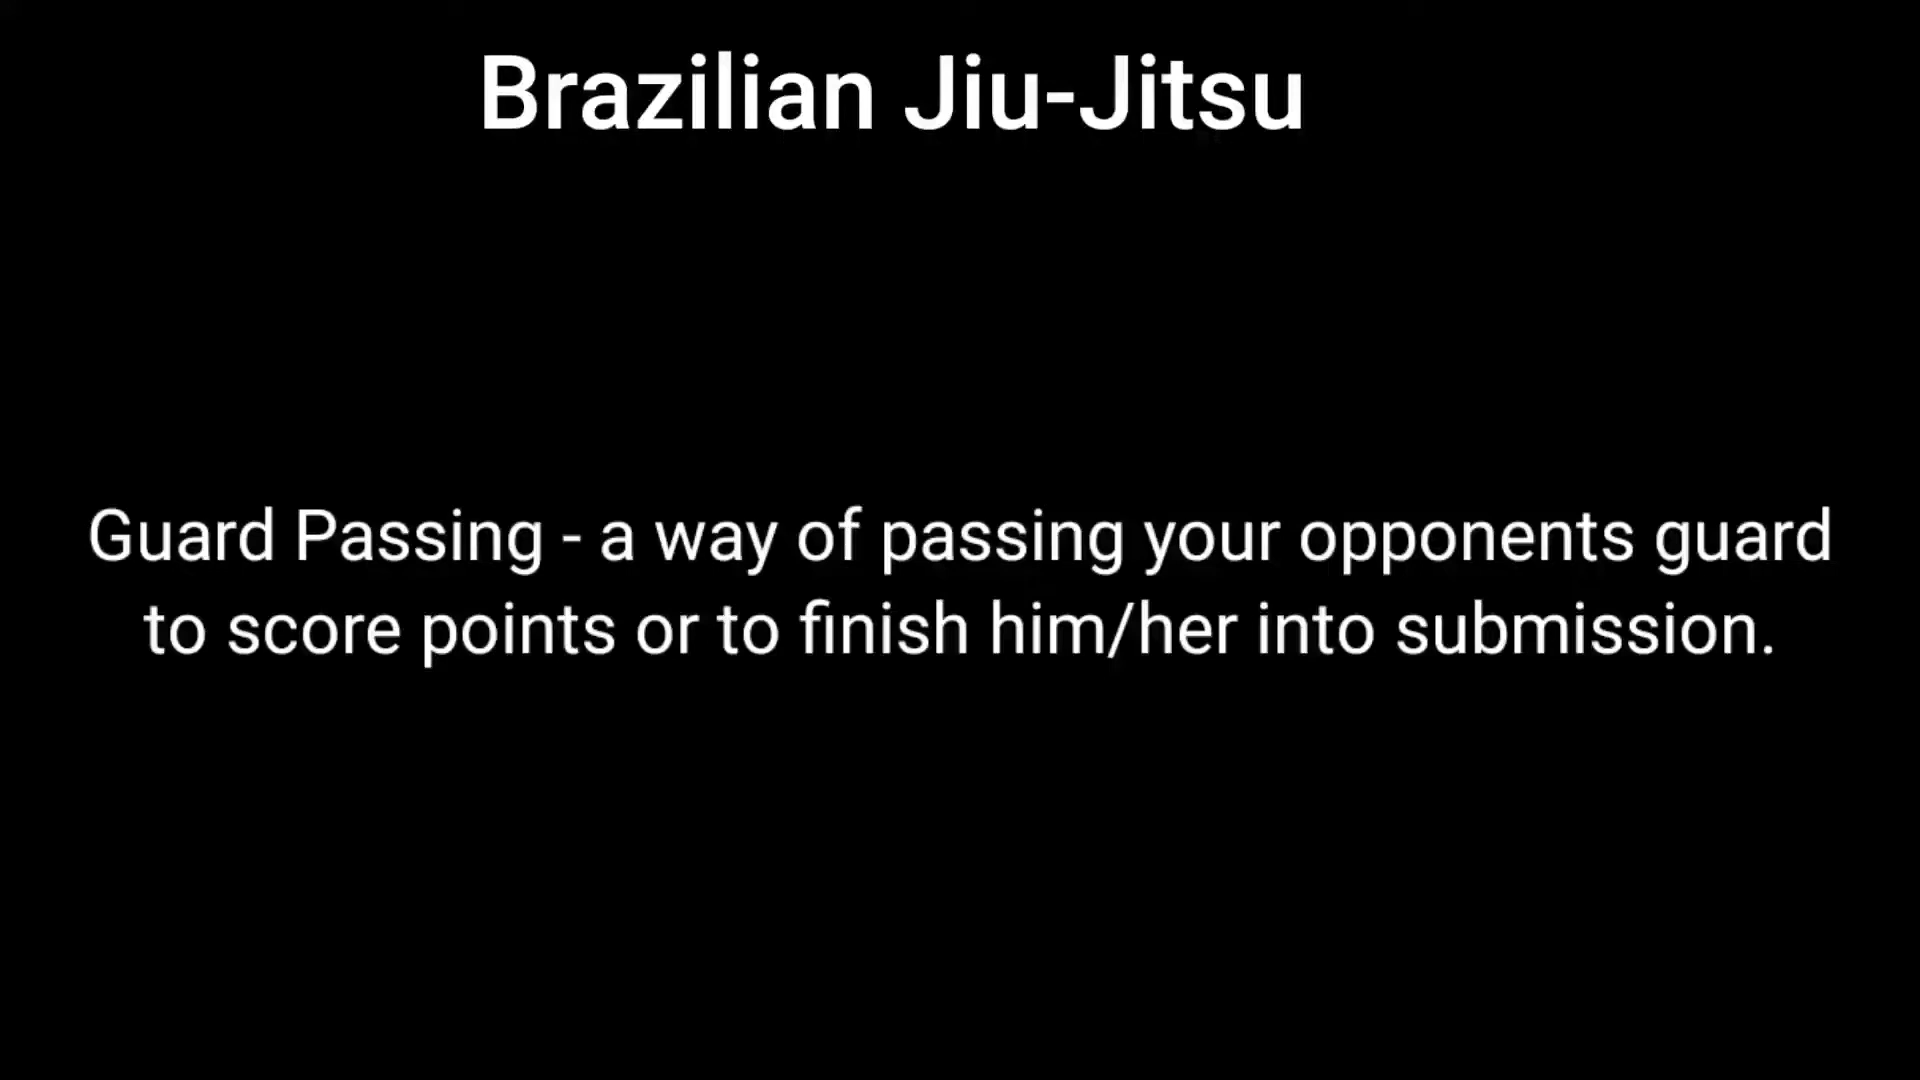 Brazilian Jiu-Jitsu
Guard Passing - a way of passing your opponents guard
to score points or to finish him/her into submission.